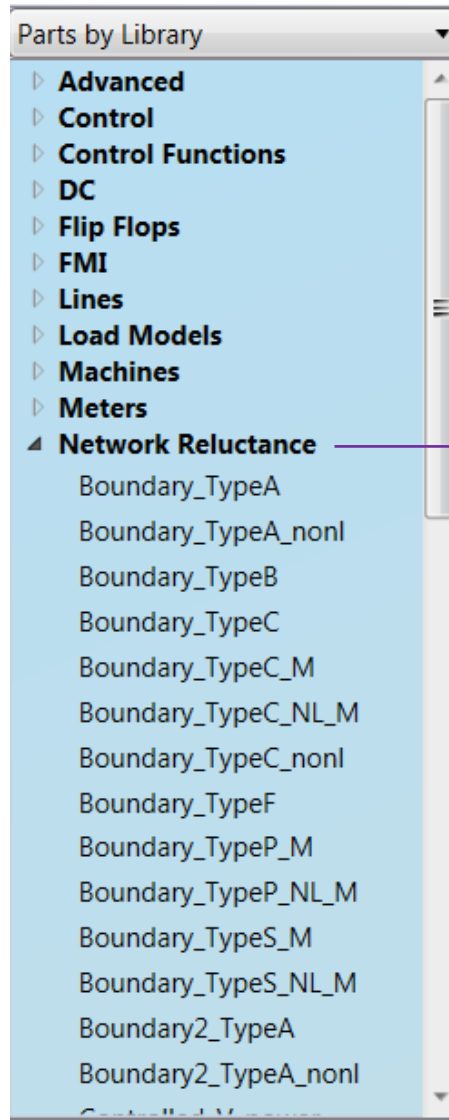 Parts by Library
Advanced
Control
Control Functions
DC
Flip Flops
FMI
Lines
Load Models
Machines
Meters
Network Reluctance
Boundary_TypeA
Boundary_TypeA_nonl
Boundary_TypeB
Boundary_TypeC
Boundary_TypeC_M
Boundary_TypeC_NL_M
Boundary_TypeC_nonl
Boundary_TypeF
Boundary_TypeP_M
Boundary_TypeP_NL_M
Boundary_TypeS_M
Boundary_TypeS_NL_M
Boundary2_TypeA
Boundary2_TypeA_nonl